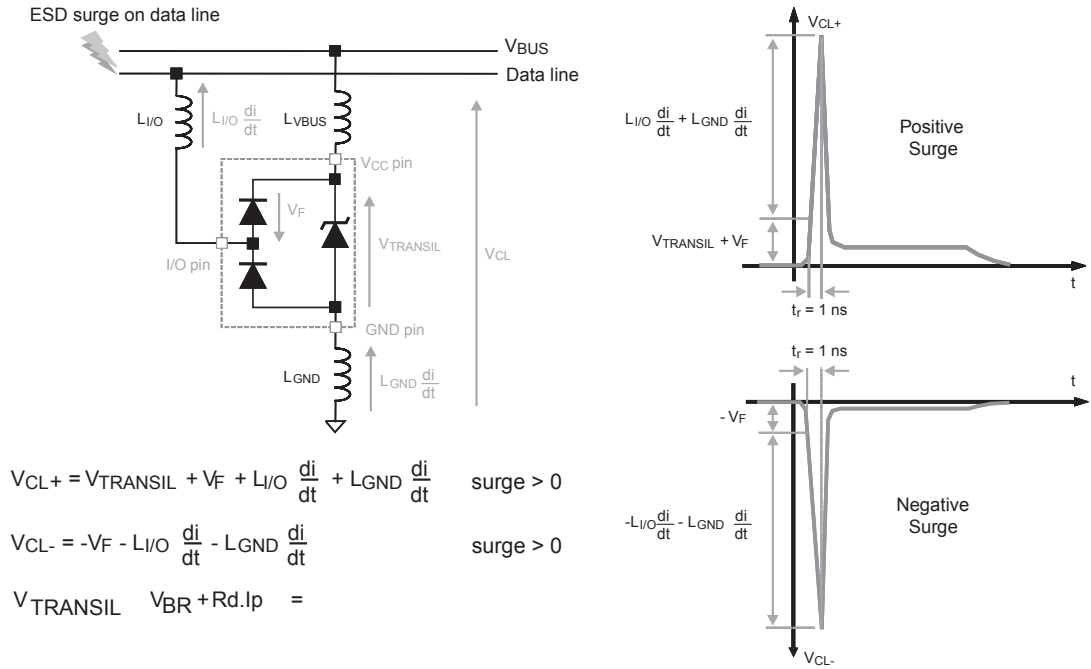 ESD surge on data line
VBUS
Data line
LI/O
LI/O di/dt
LVBUS
VCC pin
VF
VTRANSIL
VCL
I/O pin
GND pin
LGND
LGND di/dt
VCL+ = VTRANSIL + VF + LI/O di/dt + LGND di/dt surge > 0
VCL- = -VF - LI/O di/dt - LGND di/dt surge > 0
VTRANSIL VBR + Rd.Ip =
VCL+
LI/O di/dt + LGND di/dt
Positive
Surge
VTRANSIL + VF
t
tr = 1 ns
tr = 1 ns
t
- VF
-LI/O di/dt - LGND di/dt
Negative
Surge
VCL-